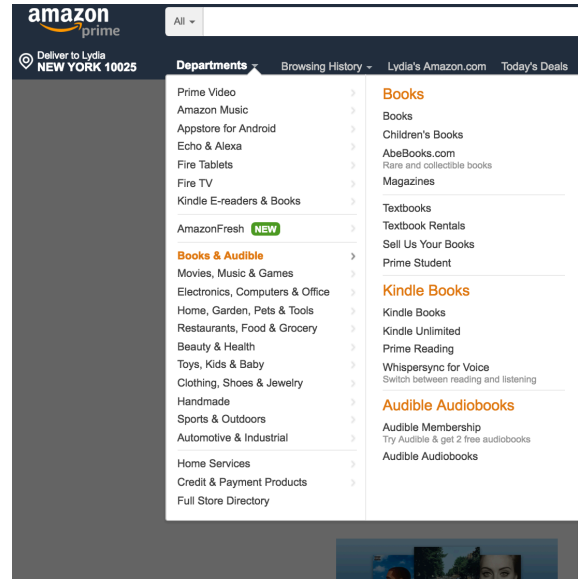 amazon
prime
All
Deliver to Lydia
NEW YORK 10025
Departments
Browsing History
Lydia's Amazon.com
Today's Deals
Prime Video
Amazon Music
Appstore for Android
Echo & Alexa
Fire Tablets
Fire TV
Kindle E-readers & Books
AmazonFresh NEW
Books & Audible
Movies, Music & Games
Electronics, Computers & Office
Home, Garden, Pets & Tools
Restaurants, Food & Grocery
Beauty & Health
Toys, Kids & Baby
Clothing, Shoes & Jewelry
Handmade
Sports & Outdoors
Automotive & Industrial
Home Services
Credit & Payment Products
Full Store Directory
Books
Books
Children's Books
AbeBooks.com
Rare and collectible books
Magazines
Textbooks
Textbook Rentals
Sell Us Your Books
Prime Student
Kindle Books
Kindle Books
Kindle Unlimited
Prime Reading
Whispersync for Voice
Switch between reading and listening
Audible Audiobooks
Audible Membership
Try Audible & get 2 free audiobooks
Audible Audiobooks